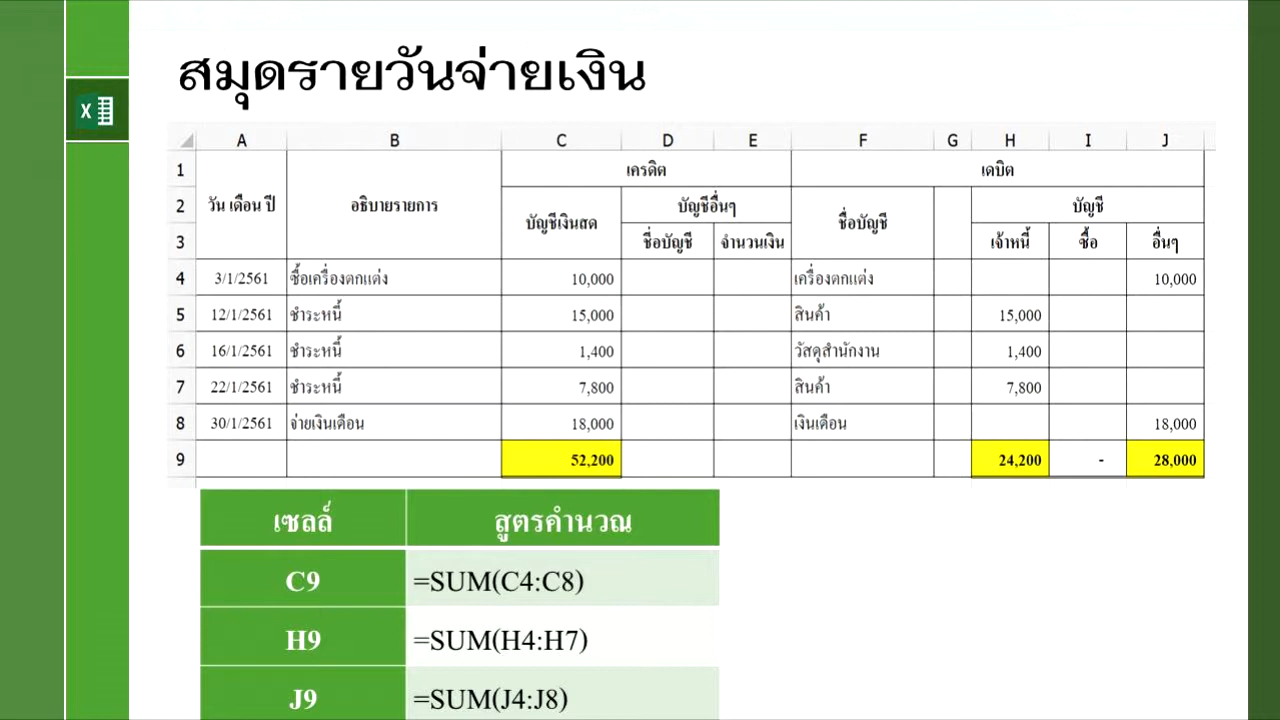 สมุดรายวันจ่ายเงิน
X
A B C D E F G H I J
1 วัน เดือน ปี อธิบายรายการ เครดิต เดบิต
2 บัญชีเงินสด บัญชีอื่นๆ ชื่อบัญชี บัญชี
3 ชื่อบัญชี จำนวนเงิน เจ้าหนี้ ซื้อ อื่นๆ
4 3/1/2561 ซื้อเครื่องตกแต่ง 10,000 เครื่องตกแต่ง 10,000
5 12/1/2561 ชำระหนี้ 15,000 สินค้า 15,000
6 16/1/2561 ชำระหนี้ 1,400 วัสดุสำนักงาน 1,400
7 22/1/2561 ชำระหนี้ 7,800 สินค้า 7,800
8 30/1/2561 จ่ายเงินเดือน 18,000 เงินเดือน 18,000
9 52,200 24,200 - 28,000
เซลล์ สูตรคำนวณ
C9 =SUM(C4:C8)
H9 =SUM(H4:H7)
J9 =SUM(J4:J8)